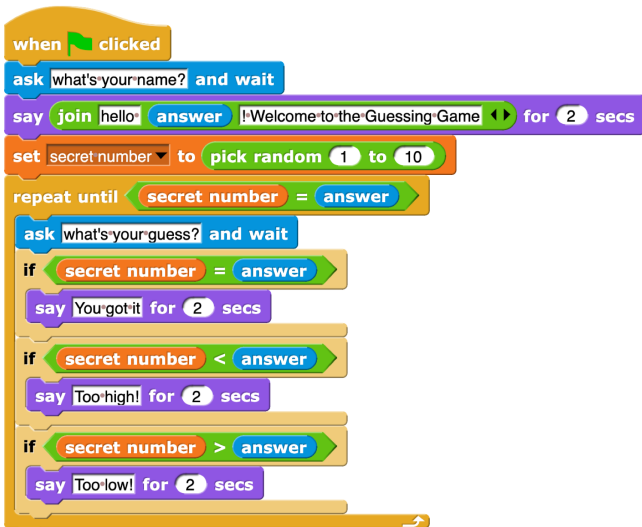 when clicked
ask what's your name? and wait
say join hello answer ! Welcome to the Guessing Game for 2 secs
set secret number to pick random 1 to 10
repeat until secret number = answer
ask what's your guess? and wait
if secret number = answer
say You got it for 2 secs
if secret number < answer
say Too high! for 2 secs
if secret number > answer
say Too low! for 2 secs